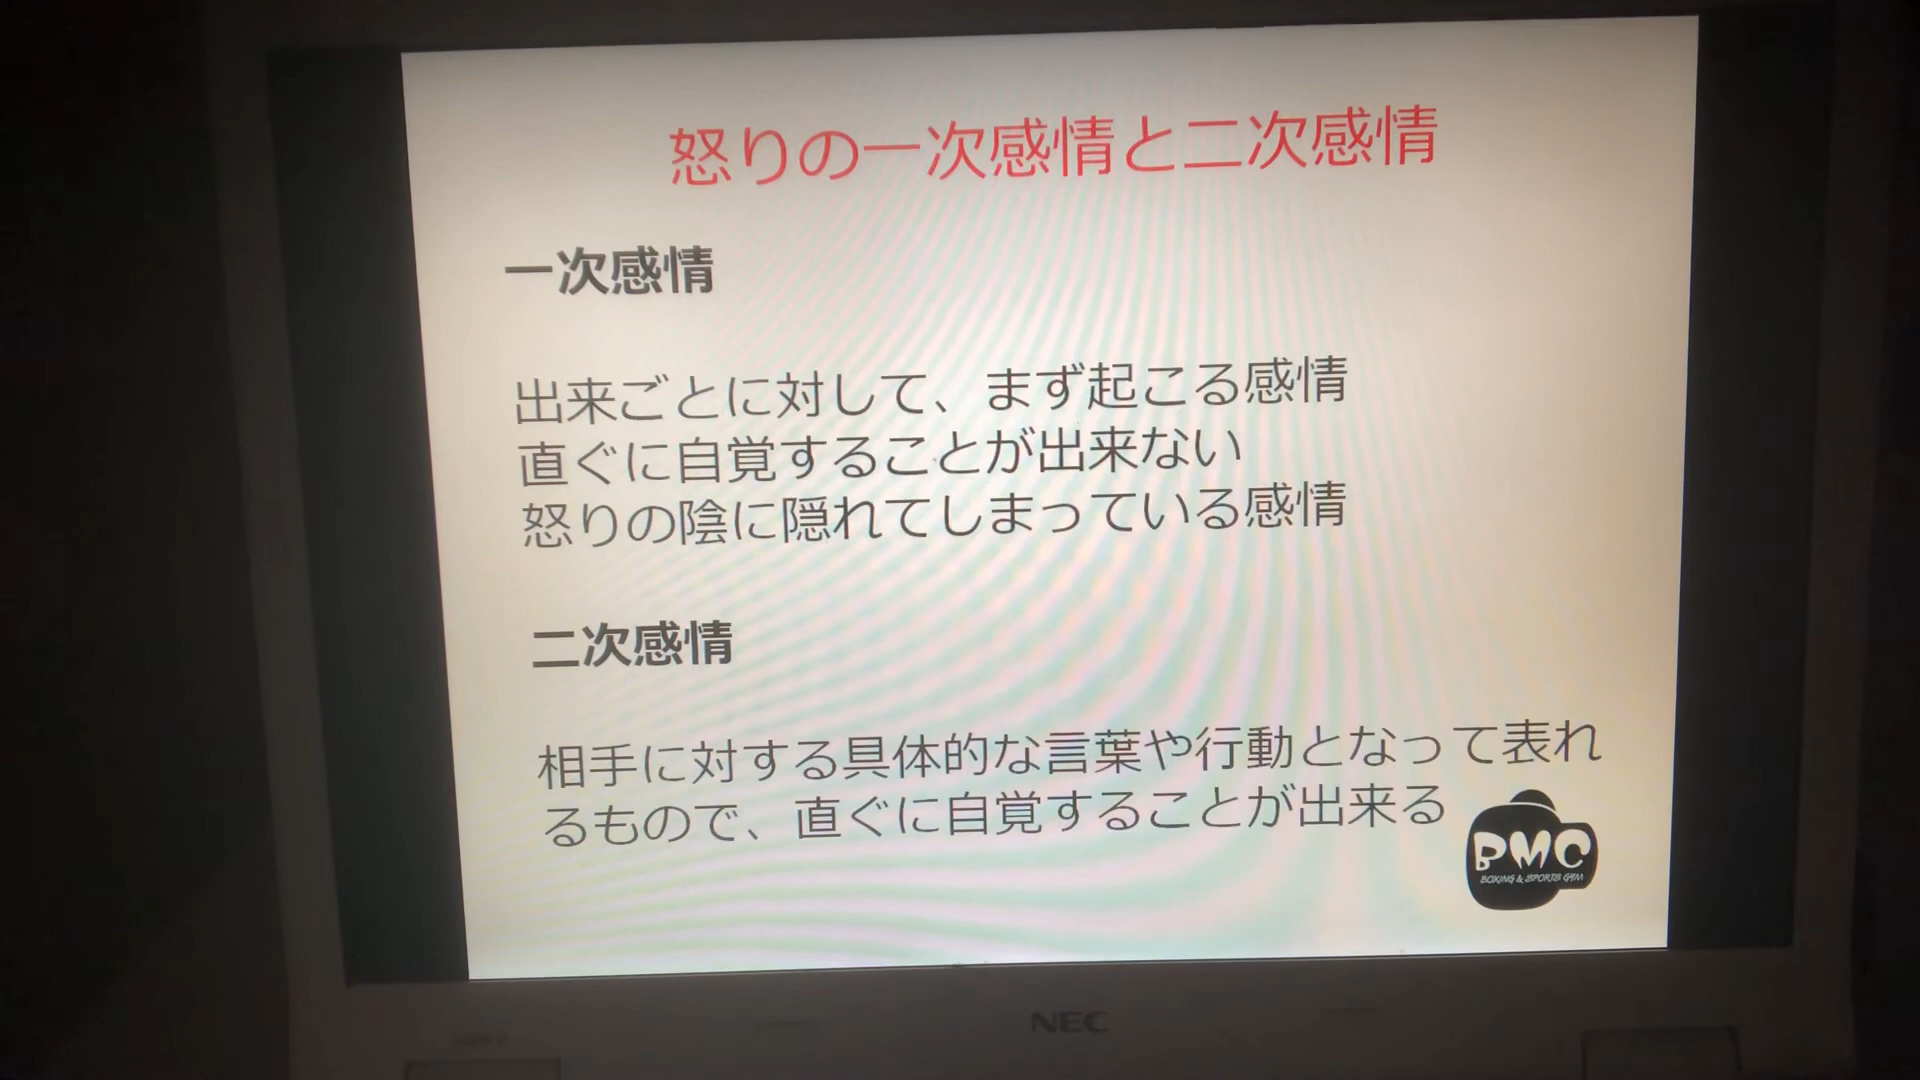 怒りの一次感情と二次感情
一次感情
出来ごとに対して、まず起こる感情
直ぐに自覚することが出来ない
怒りの陰に隠れてしまっている感情
二次感情
相手に対する具体的な言葉や行動となって表れ
るもので、直ぐに自覚することが出来る
BMC
BOXING & SPORTS GYM
NEC